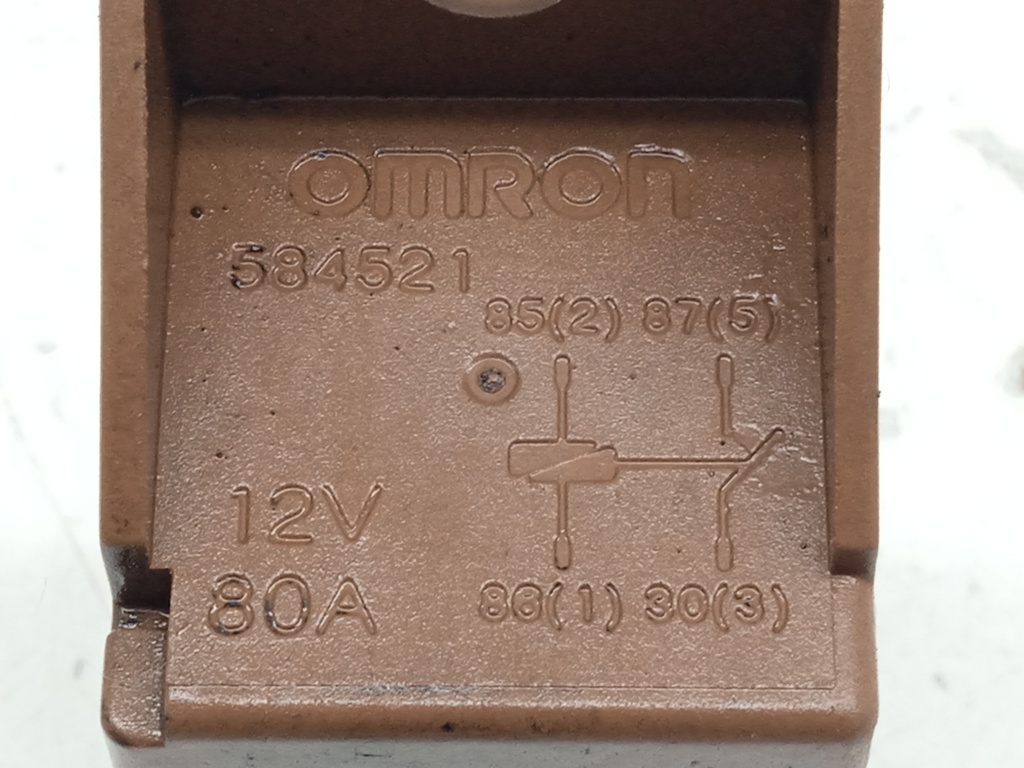 OMRON
584521
85(2) 87(5)
12V
80A
86(1) 30(3)